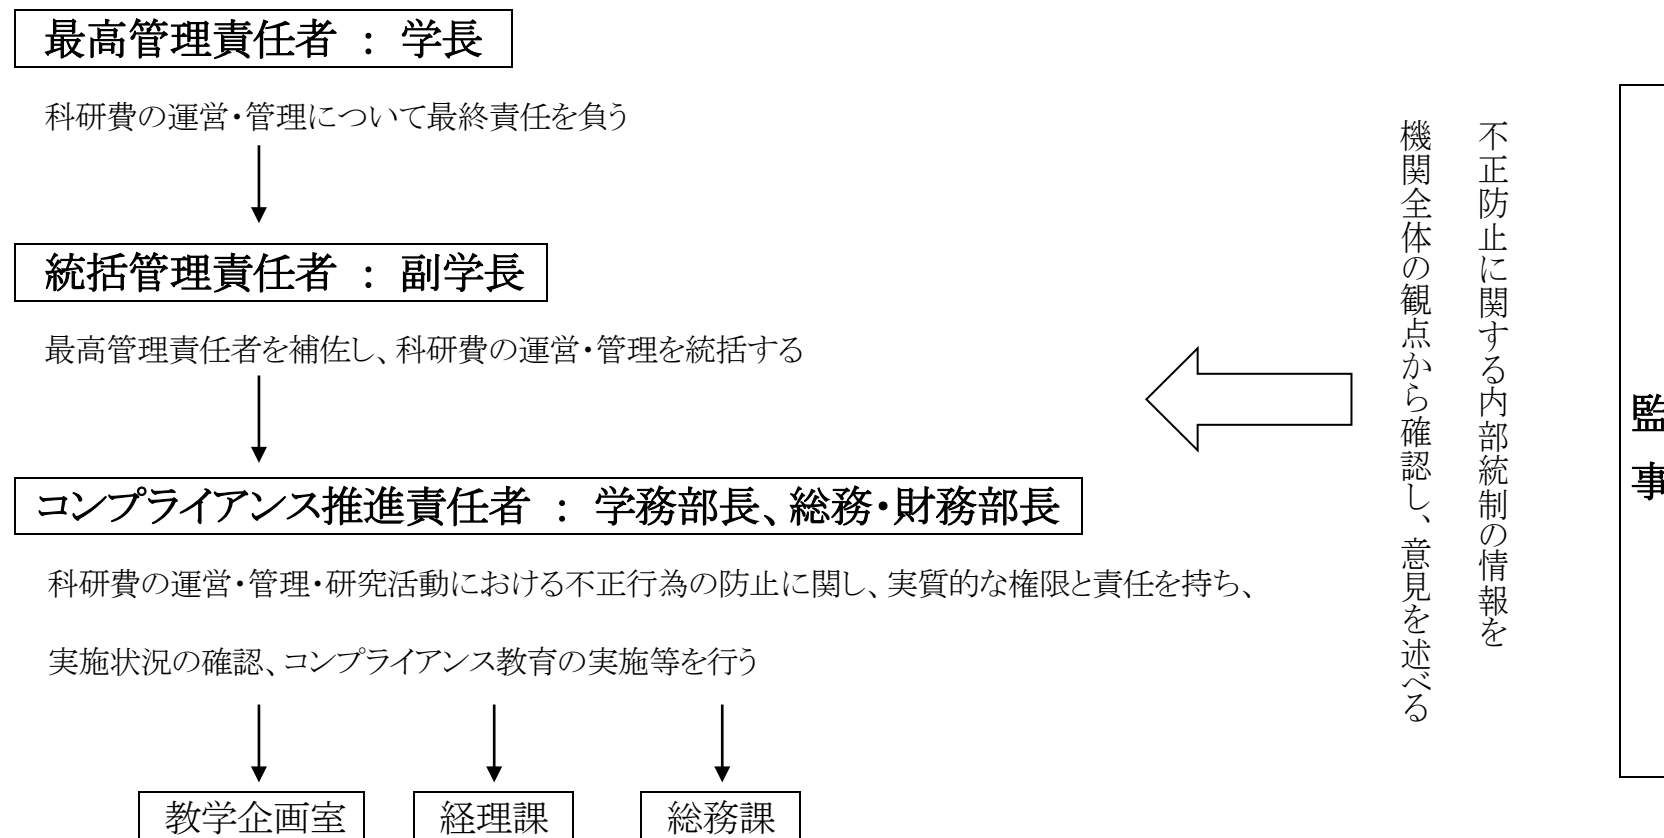 最高管理責任者 : 学長
科研費の運営・管理について最終責任を負う
統括管理責任者 : 副学長
最高管理責任者を補佐し、科研費の運営・管理を統括する
コンプライアンス推進責任者 : 学務部長、総務・財務部長
科研費の運営・管理・研究活動における不正行為の防止に関し、実質的な権限と責任を持ち、
実施状況の確認、コンプライアンス教育の実施等を行う
教学企画室
経理課
総務課
不正防止に関する内部統制の情報を
機関全体の観点から確認し、意見を述べる
監事